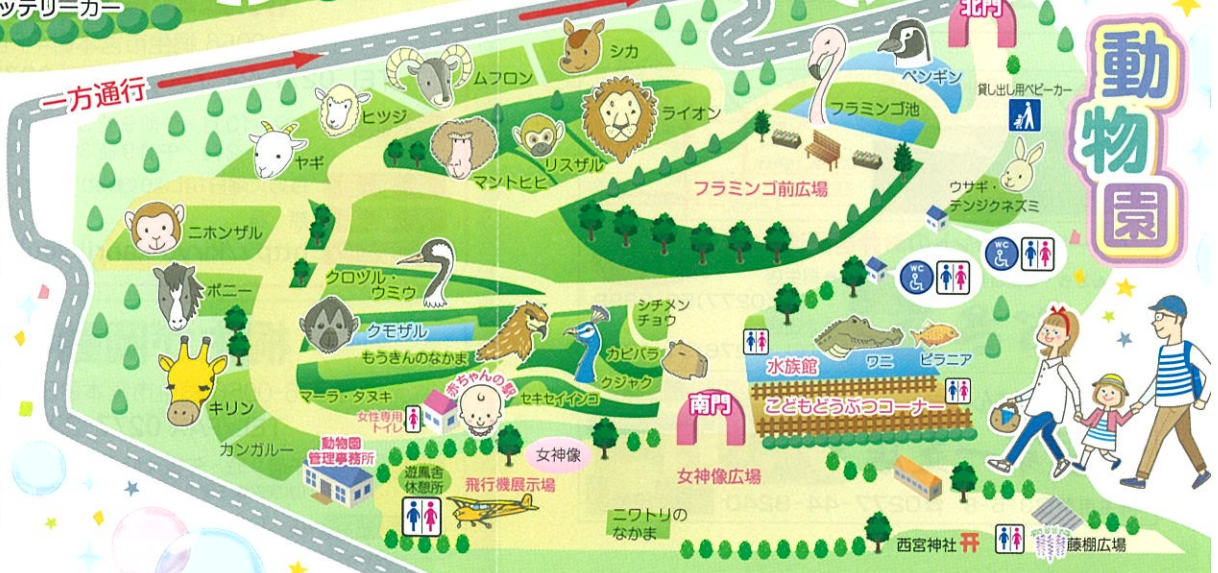 ッテリーカー
一方通行
北門
動物園
ムフロン
シカ
ヒツジ
ヤギ
マントヒヒ
リスザル
ライオン
フラミンゴ池
ペンギン
貸し出し用ベビーカー
フラミンゴ前広場
ウサギ・
テンジクネズミ
WC
WC
ニホンザル
ポニー
キリン
カンガルー
クロヅル・
ウミウ
クモザル
もうきんのなかま
マーラ・タヌキ
赤ちゃんの駅
女性専用
トイレ
セキセイインコ
クジャク
シチメン
チョウ
カピバラ
水族館
ワニ
ピラニア
こどもどうぶつコーナー
南門
動物園
管理事務所
遊鳳舎
休憩所
飛行機展示場
女神像
女神像広場
ニワトリの
なかま
西宮神社
藤棚広場